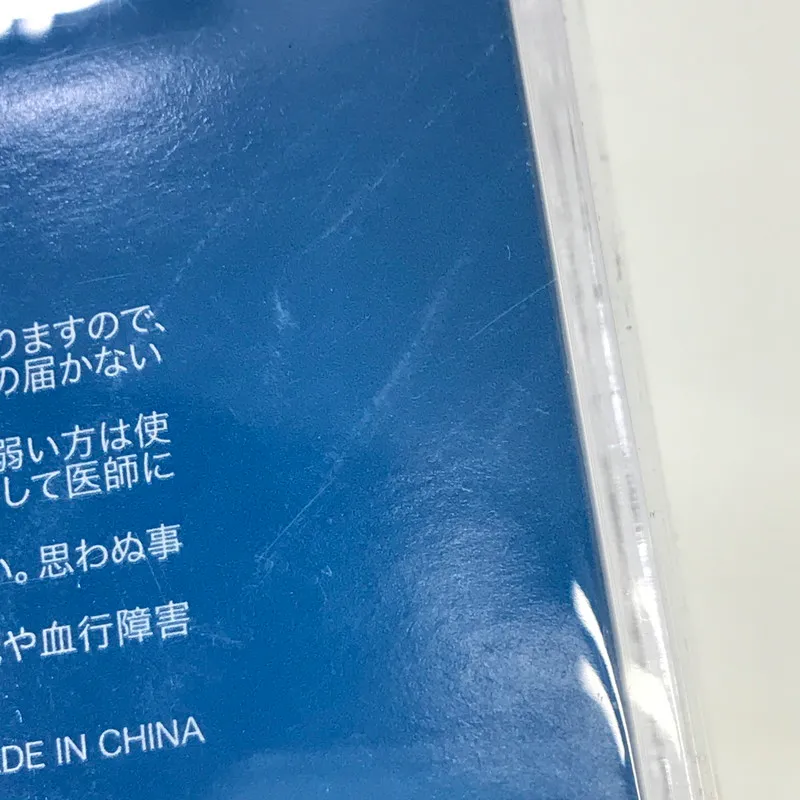 りますので、
の届かない
弱い方は使
して医師に
い。思わぬ事
や血行障害
ADE IN CHINA